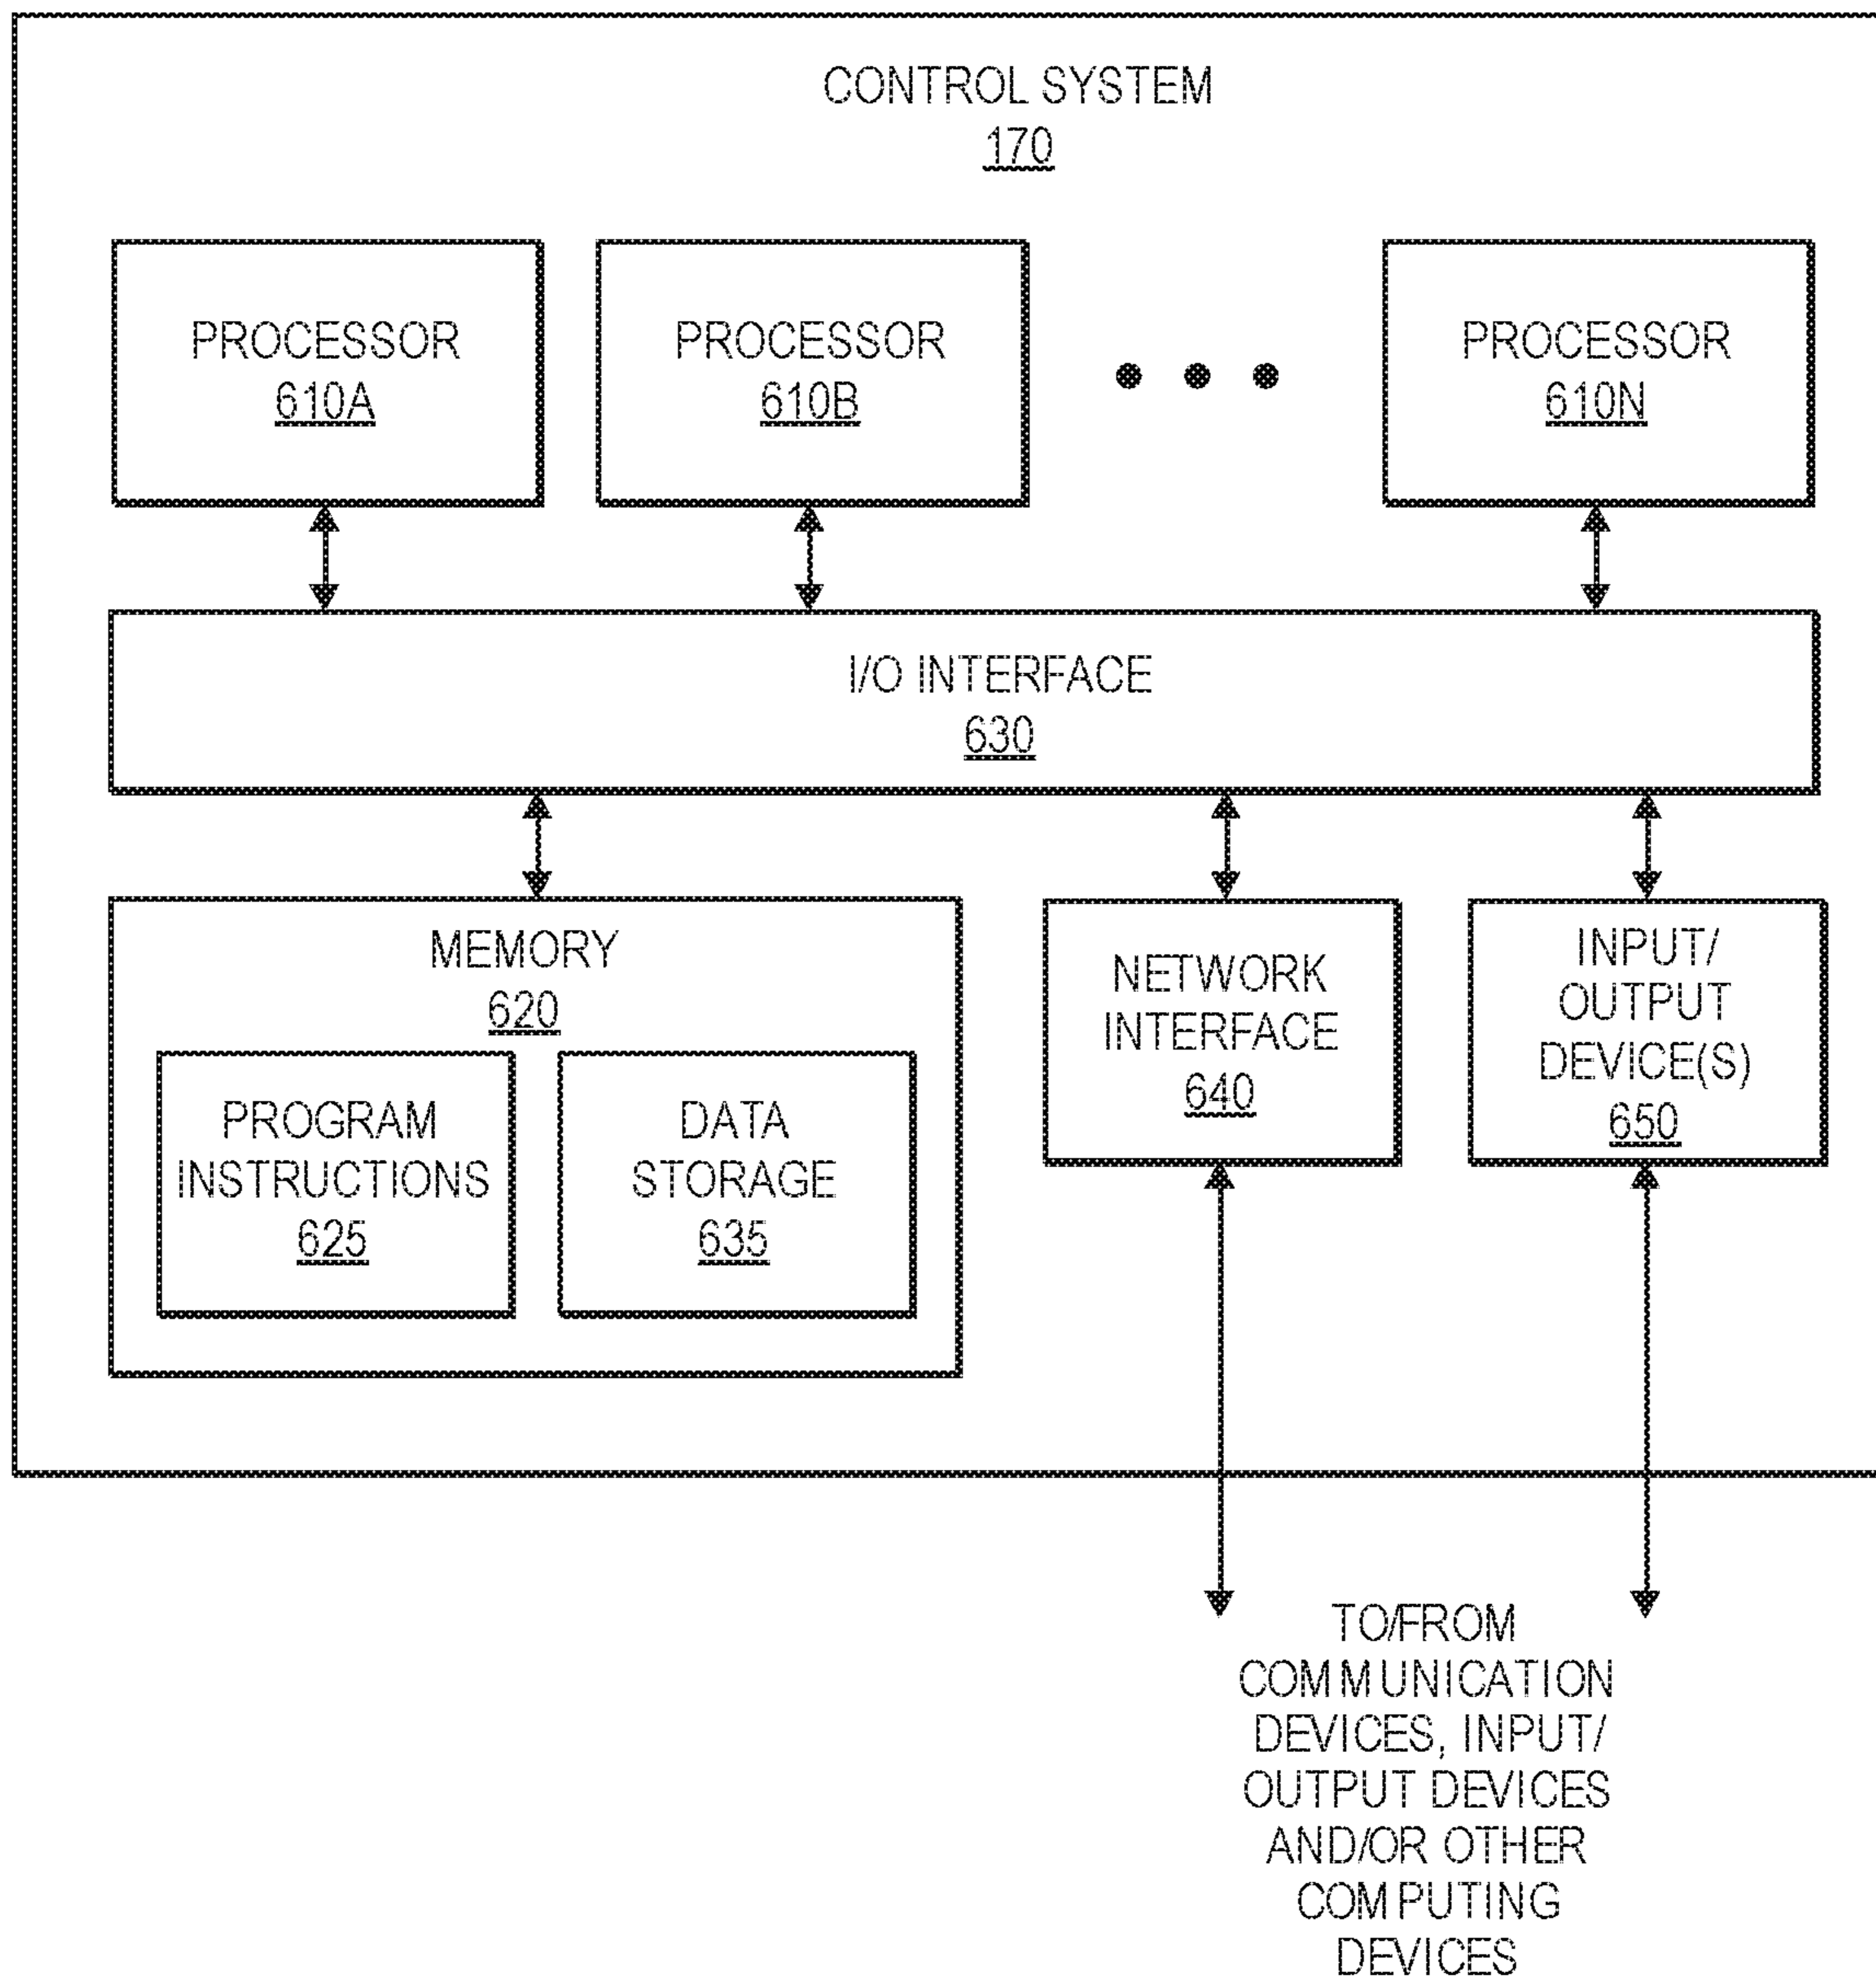 CONTROL SYSTEM
170
PROCESSOR
610A
PROCESSOR
610B
PROCESSOR
610N
I/O INTERFACE
630
MEMORY
620
PROGRAM
INSTRUCTIONS
625
DATA
STORAGE
635
NETWORK
INTERFACE
640
INPUT/
OUTPUT
DEVICE(S)
650
TO/FROM
COMMUNICATION
DEVICES, INPUT/
OUTPUT DEVICES
AND/OR OTHER
COMPUTING
DEVICES